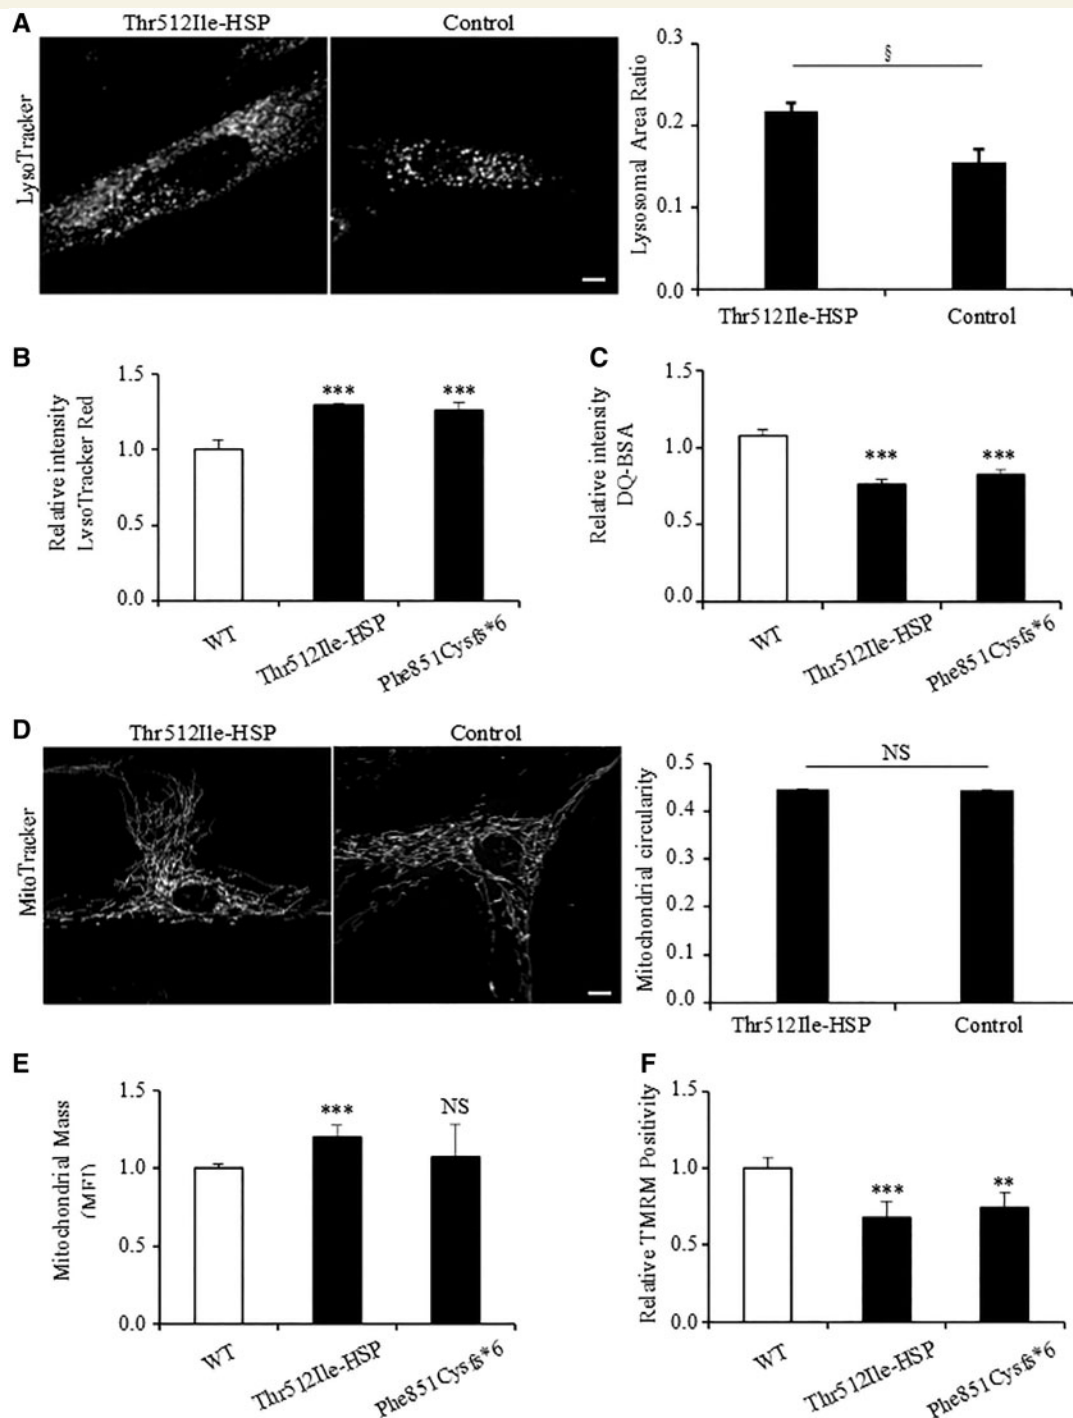 A
Thr512Ile-HSP
Control
LysoTracker
Lysosomal Area Ratio
0.3
0.2
0.1
0.0
§
Thr512Ile-HSP
Control
B
Relative intensity
LysoTracker Red
1.5
1.0
0.5
0.0
***
***
WT
Thr512Ile-HSP
Phe851Cysfs*6
C
Relative intensity
DQ-BSA
1.5
1.0
0.5
0.0
***
***
WT
Thr512Ile-HSP
Phe851Cysfs*6
D
Thr512Ile-HSP
Control
MitoTracker
Mitochondrial circularity
0.5
0.4
0.3
0.2
0.1
0.0
NS
Thr512Ile-HSP
Control
E
Mitochondrial Mass
(MFI)
1.5
1.0
0.5
0.0
***
NS
WT
Thr512Ile-HSP
Phe851Cysfs*6
F
Relative TMRM Positivity
1.5
1.0
0.5
0.0
***
**
WT
Thr512Ile-HSP
Phe851Cysfs*6